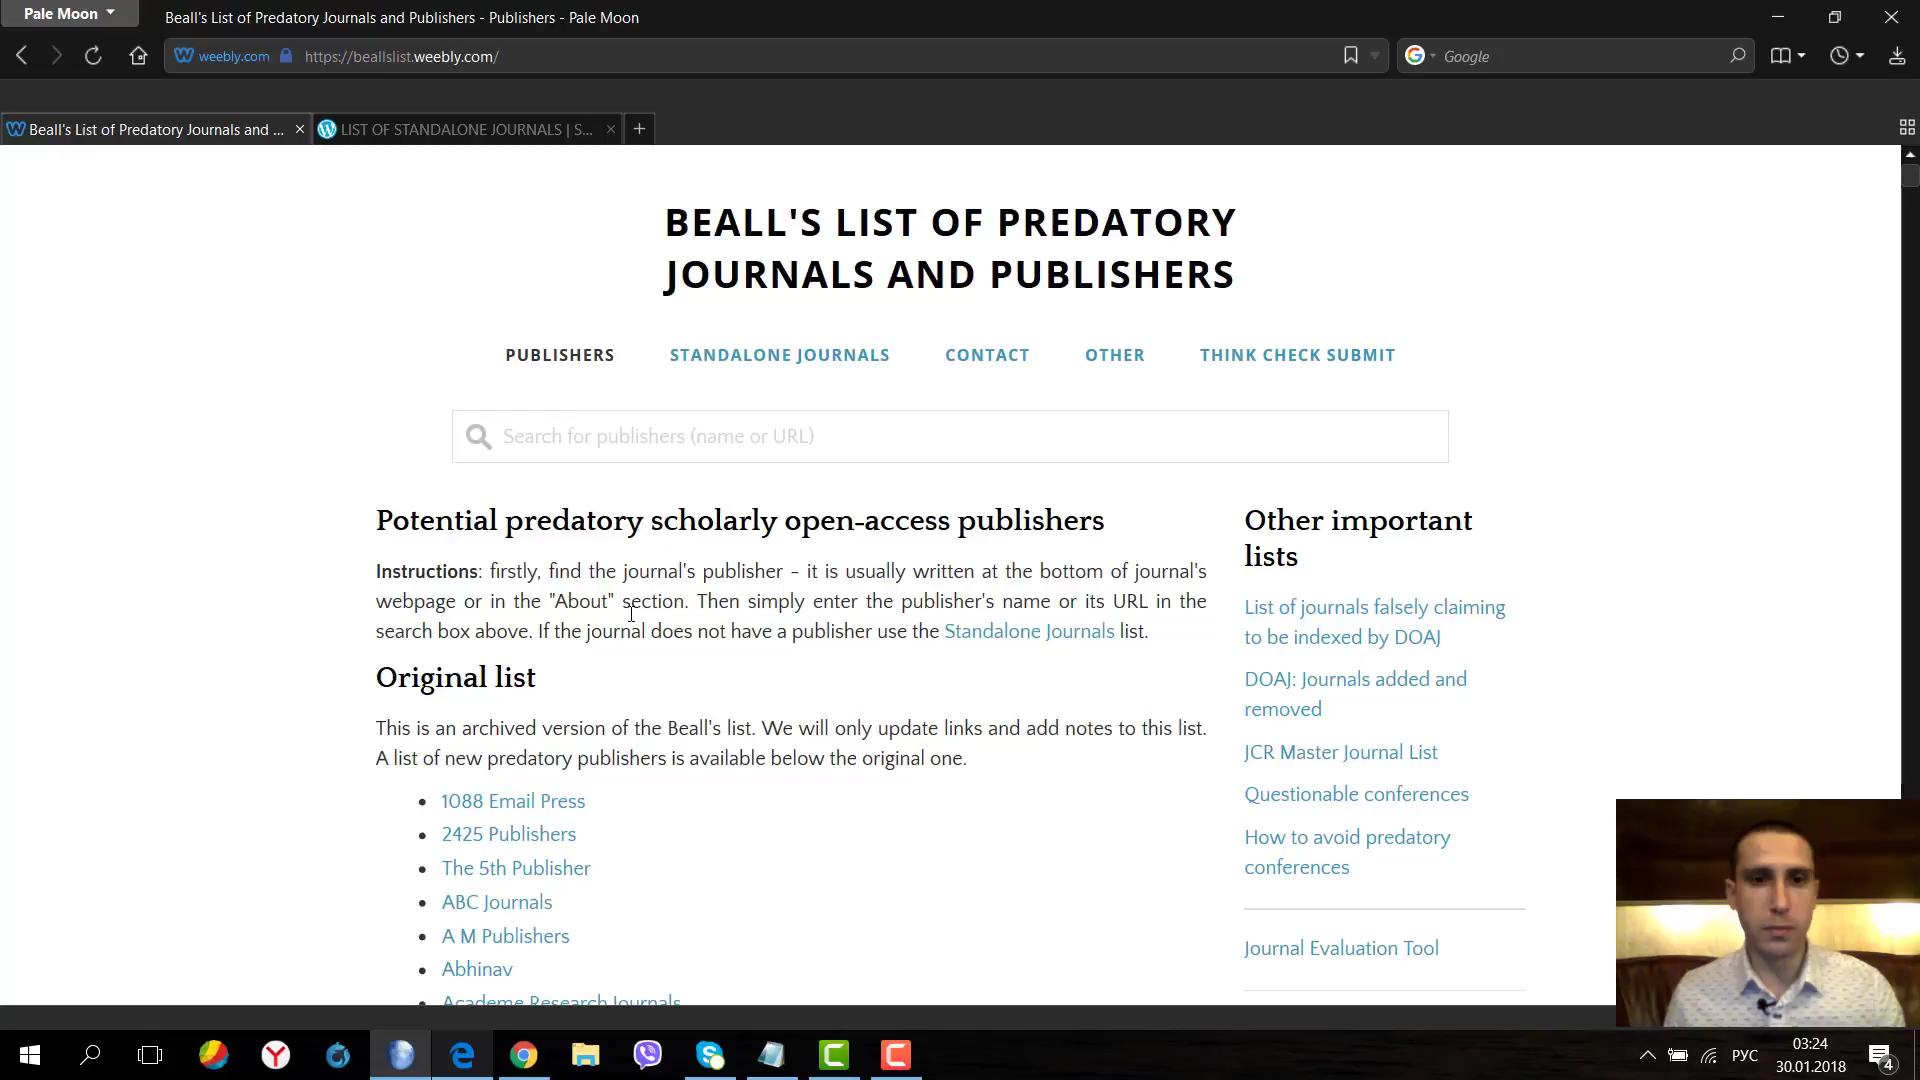 Pale Moon
Beall's List of Predatory Journals and Publishers - Publishers - Pale Moon
weebly.com
https://beallslist.weebly.com/
Google
Beall's List of Predatory Journals and ...
LIST OF STANDALONE JOURNALS | S...
BEALL'S LIST OF PREDATORY
JOURNALS AND PUBLISHERS
PUBLISHERS
STANDALONE JOURNALS
CONTACT
OTHER
THINK CHECK SUBMIT
Search for publishers (name or URL)
Potential predatory scholarly open-access publishers
Instructions: firstly, find the journal's publisher - it is usually written at the bottom of journal's
webpage or in the "About" section. Then simply enter the publisher's name or its URL in the
search box above. If the journal does not have a publisher use the Standalone Journals list.
Original list
This is an archived version of the Beall's list. We will only update links and add notes to this list.
A list of new predatory publishers is available below the original one.
1088 Email Press
2425 Publishers
The 5th Publisher
ABC Journals
A M Publishers
Abhinav
Academe Research Journals
Other important
lists
List of journals falsely claiming
to be indexed by DOAJ
DOAJ: Journals added and
removed
JCR Master Journal List
Questionable conferences
How to avoid predatory
conferences
Journal Evaluation Tool
РУС
03:24
30.01.2018
4